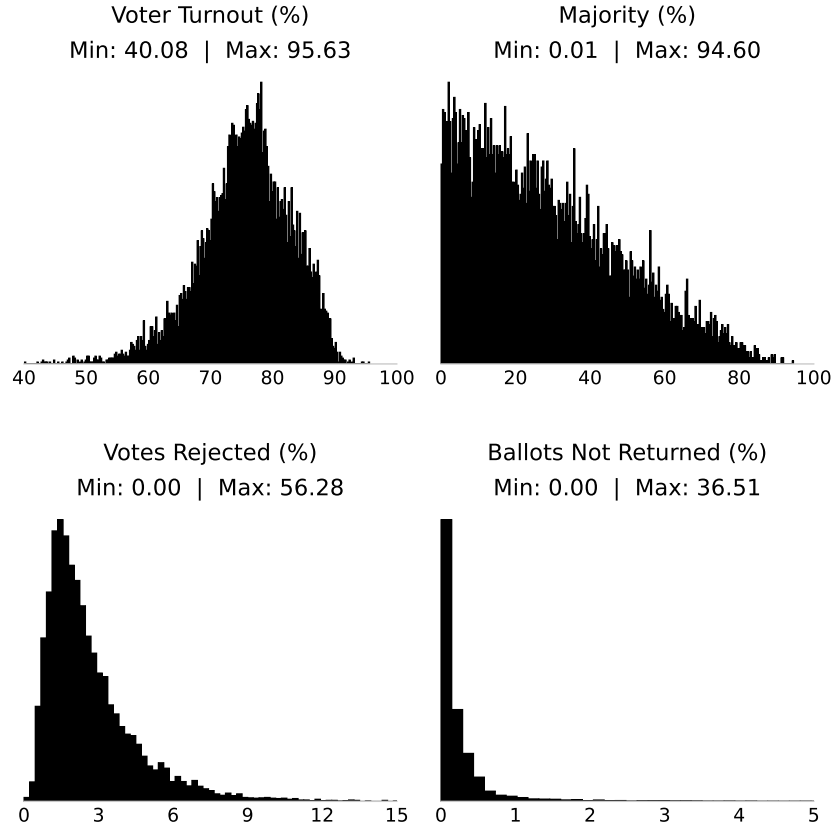 Voter Turnout (%)
Min: 40.08 | Max: 95.63
40 50 60 70 80 90 100
Majority (%)
Min: 0.01 | Max: 94.60
0 20 40 60 80 100
Votes Rejected (%)
Min: 0.00 | Max: 56.28
0 3 6 9 12 15
Ballots Not Returned (%)
Min: 0.00 | Max: 36.51
0 1 2 3 4 5